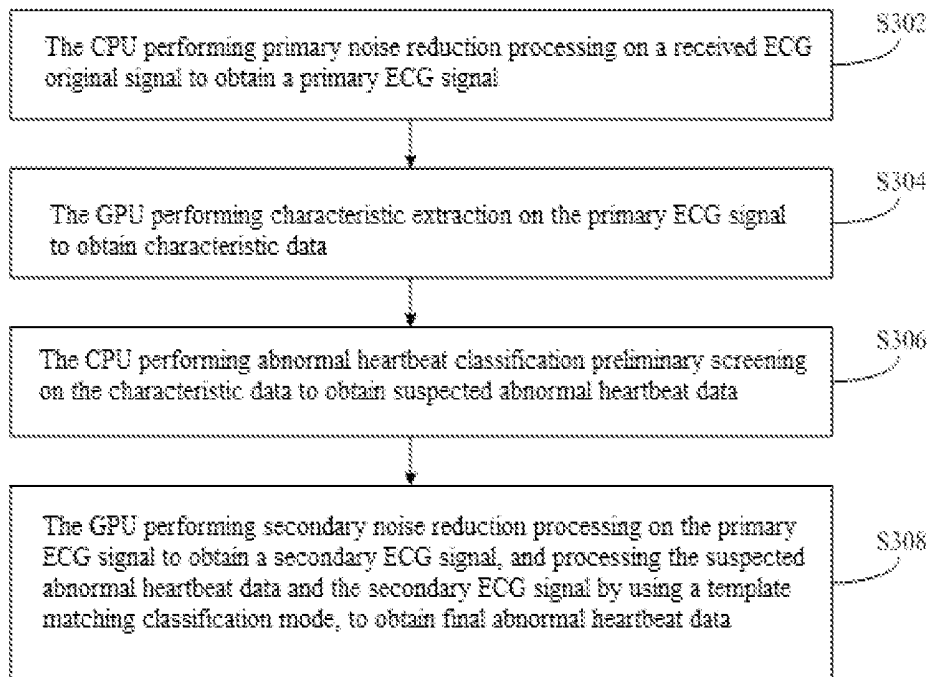 The CPU performing primary noise reduction processing on a received ECG
original signal to obtain a primary ECG signal
S302
The GPU performing characteristic extraction on the primary ECG signal
to obtain characteristic data
S304
The CPU performing abnormal heartbeat classification preliminary screening
on the characteristic data to obtain suspected abnormal heartbeat data
S306
The GPU performing secondary noise reduction processing on the primary
ECG signal to obtain a secondary ECG signal, and processing the suspected
abnormal heartbeat data and the secondary ECG signal by using a template
matching classification mode, to obtain final abnormal heartbeat data
S308